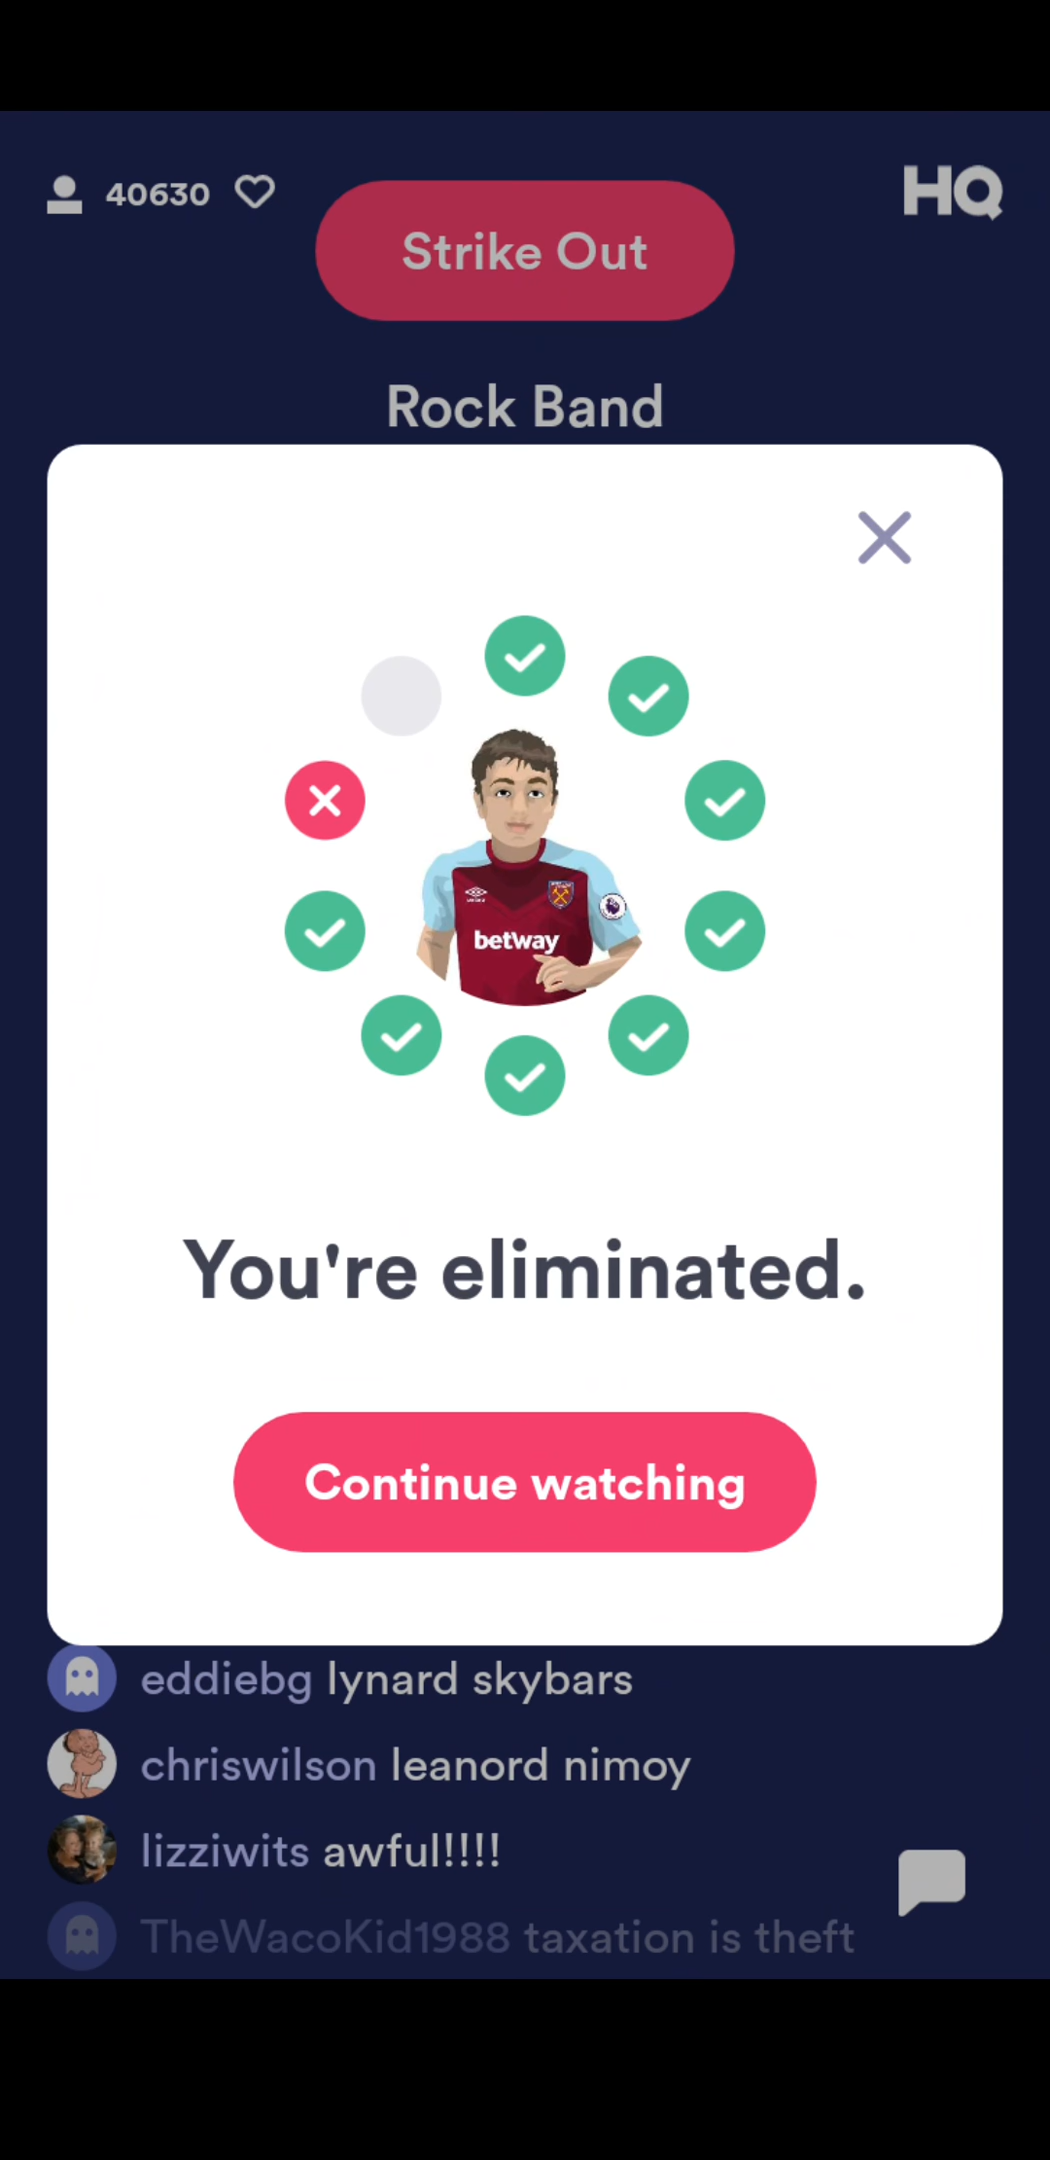 40630
HQ
Strike Out
Rock Band
betway
You're eliminated.
Continue watching
eddiebg lynard skybars
chriswilson leanord nimoy
lizziwits awful!!!!
TheWacoKid1988 taxation is theft